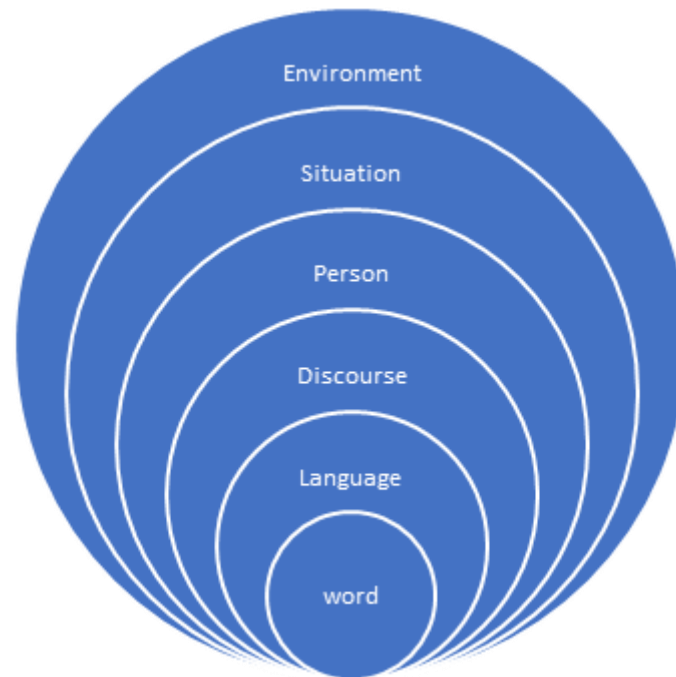 Environment
Situation
Person
Discourse
Language
word